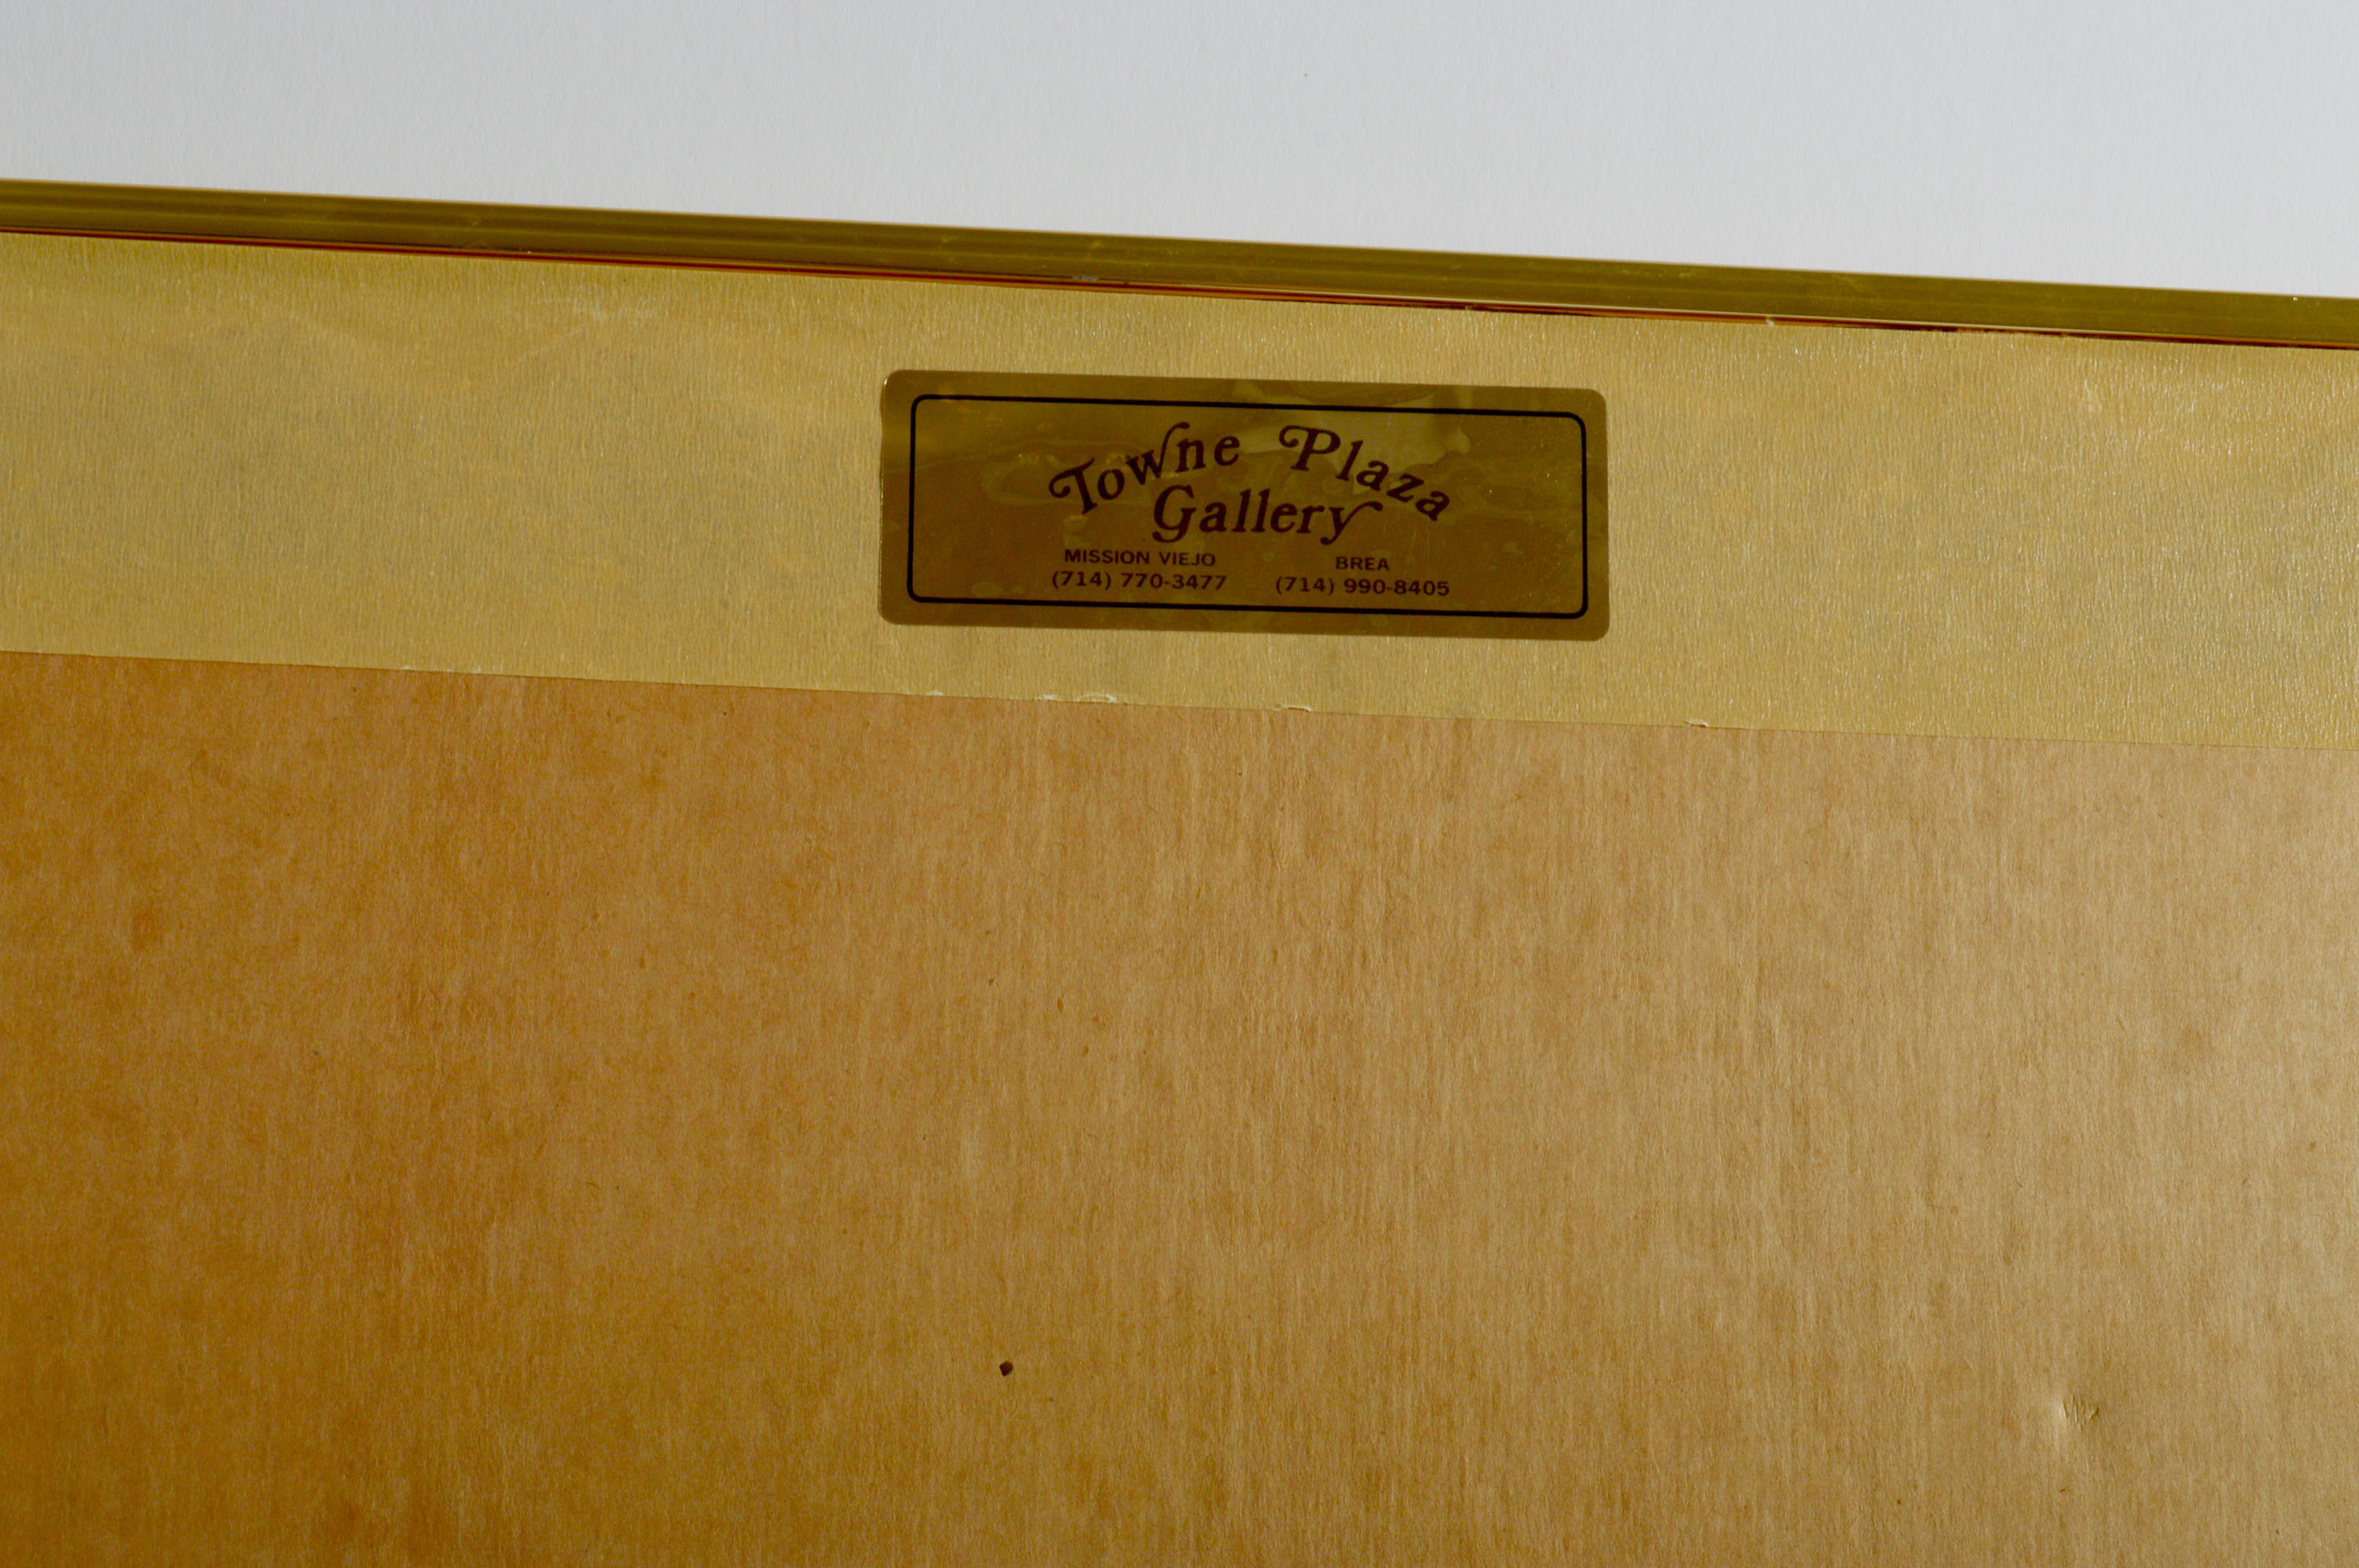 Towne Plaza
Gallery
MISSION VIEJO BREA
(714) 770-3477 (714) 990-8405